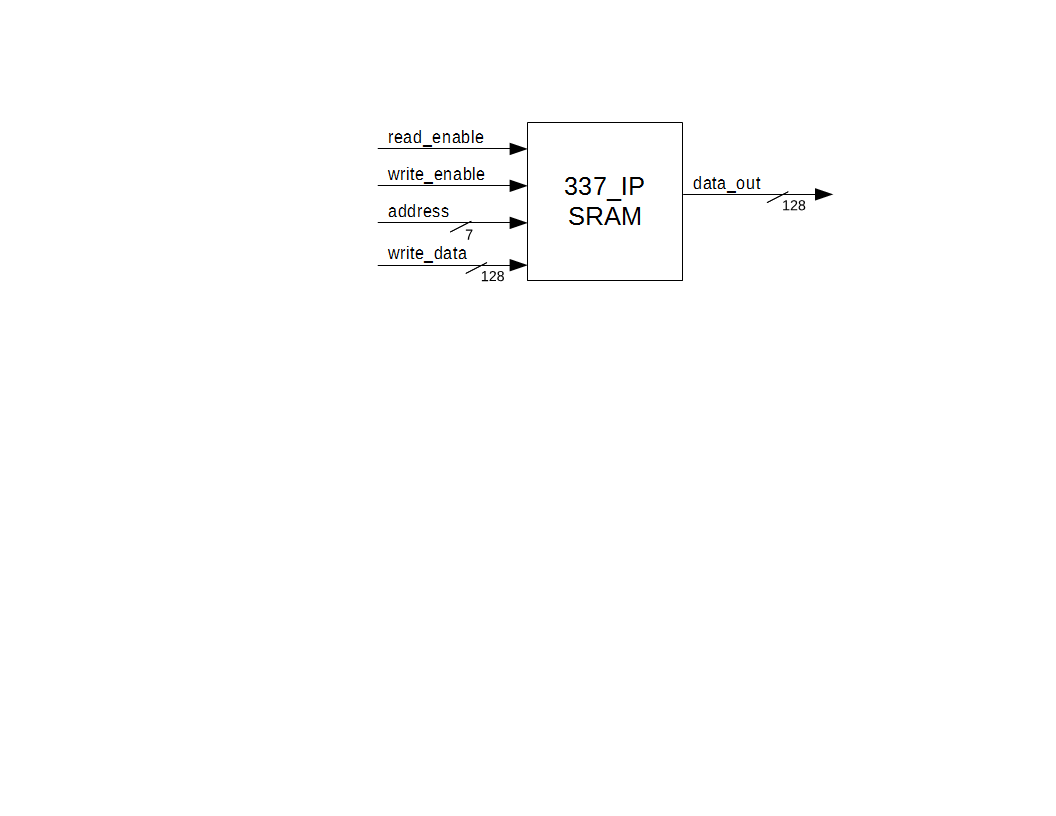 read_enable
write_enable
address
7
write_data
128
337_IP
SRAM
data_out
128